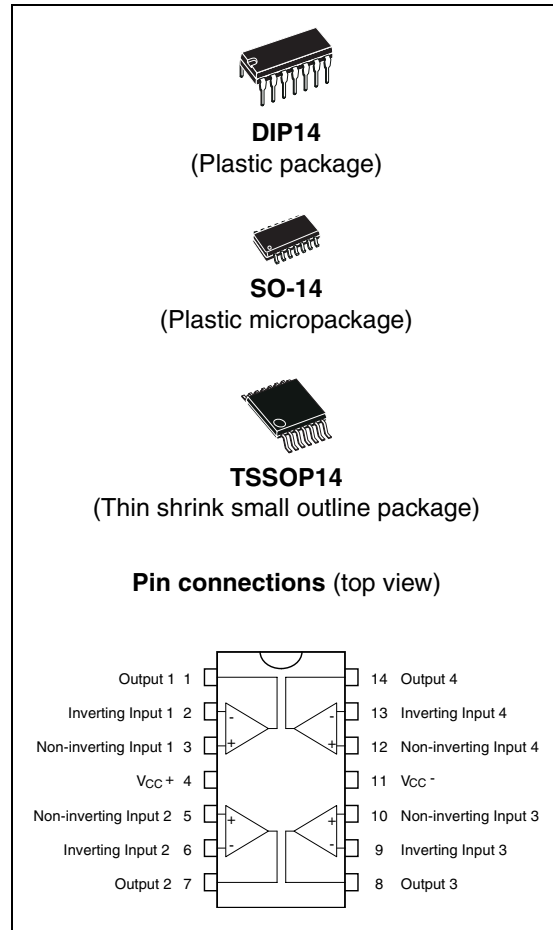 DIP14
(Plastic package)
SO-14
(Plastic micropackage)
TSSOP14
(Thin shrink small outline package)
Pin connections (top view)
Output 1 1 14 Output 4
Inverting Input 1 2 - - 13 Inverting Input 4
Non-inverting Input 1 3 + + 12 Non-inverting Input 4
VCC + 4 11 VCC -
Non-inverting Input 2 5 + + 10 Non-inverting Input 3
Inverting Input 2 6 - - 9 Inverting Input 3
Output 2 7 8 Output 3